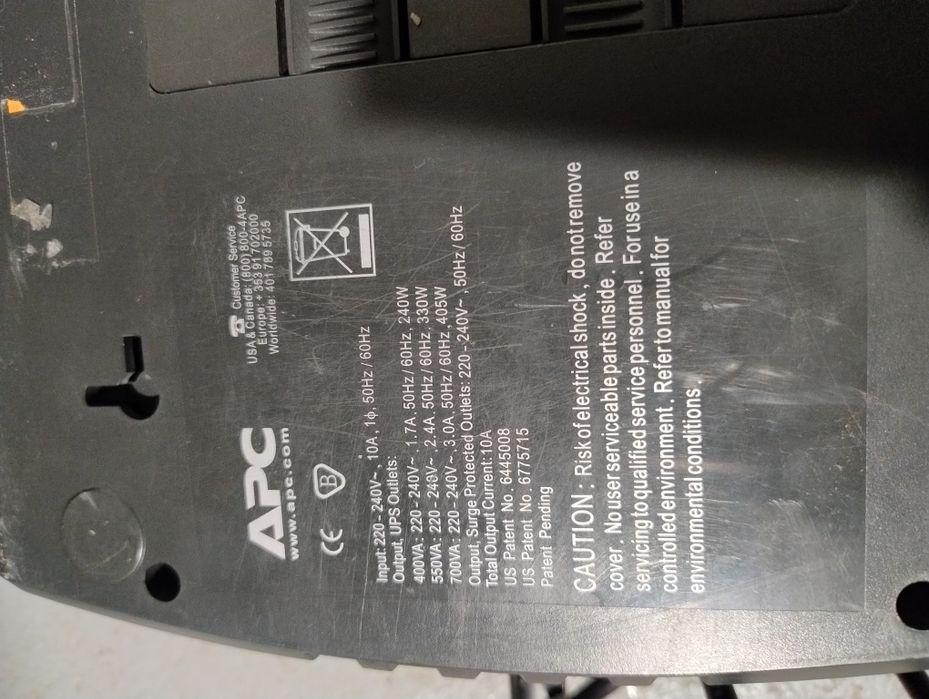 APC
www.apc.com
Customer Service
USA & Canada: (800) 800-4APC
Europe: + 353 91 702000
Worldwide: 401 789 5735
CE
B
Input: 220 - 240V~, 10A, 1ϕ, 50Hz / 60Hz
Output, UPS Outlets:
400VA : 220 - 240V~ , 1.7A, 50Hz / 60Hz, 240W
550VA : 220 - 240V~ , 2.4A, 50Hz / 60Hz, 330W
700VA : 220 - 240V~ , 3.0A, 50Hz / 60Hz, 405W
Output, Surge Protected Outlets: 220 - 240V~ , 50Hz / 60Hz
Total Output Current: 10A
US Patent No. 6445008
US Patent No. 6775715
Patent Pending
CAUTION : Risk of electrical shock, do not remove
cover . No user serviceable parts inside . Refer
servicing to qualified service personnel . For use in a
controlled environment . Refer to manual for
environmental conditions .